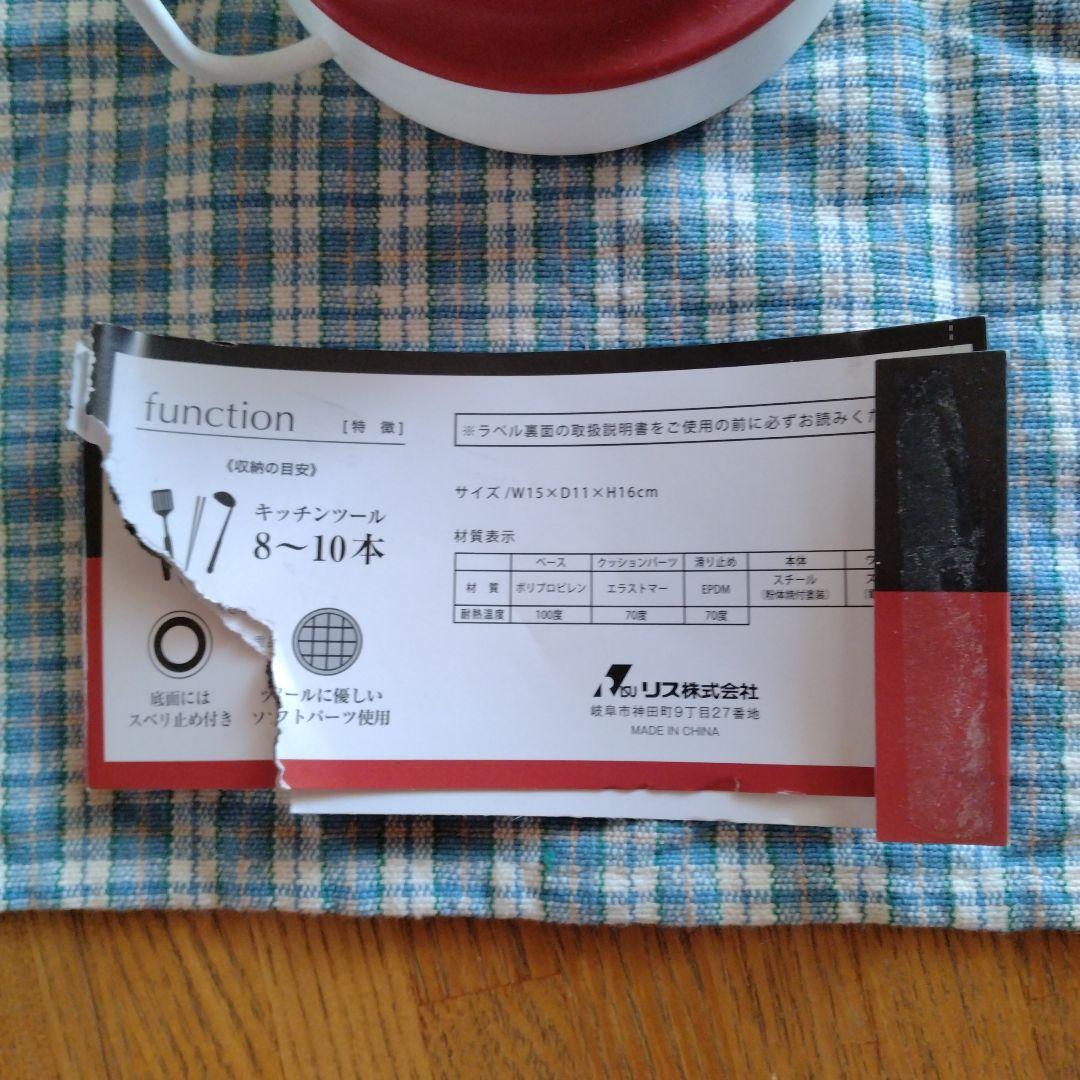 function [特 徴]
《収納の目安》
キッチンツール
8〜10本
底面には
スベリ止め付き
ツールに優しい
ソフトパーツ使用
※ラベル裏面の取扱説明書をご使用の前に必ずお読みくだ
サイズ/W15×D11×H16cm
材質表示
ベース クッションパーツ 滑り止め 本体
材 質 ポリプロピレン エラストマー EPDM スチール
(粉体焼付塗装)
耐熱温度 100度 70度 70度
RISU リス株式会社
岐阜市神田町9丁目27番地
MADE IN CHINA